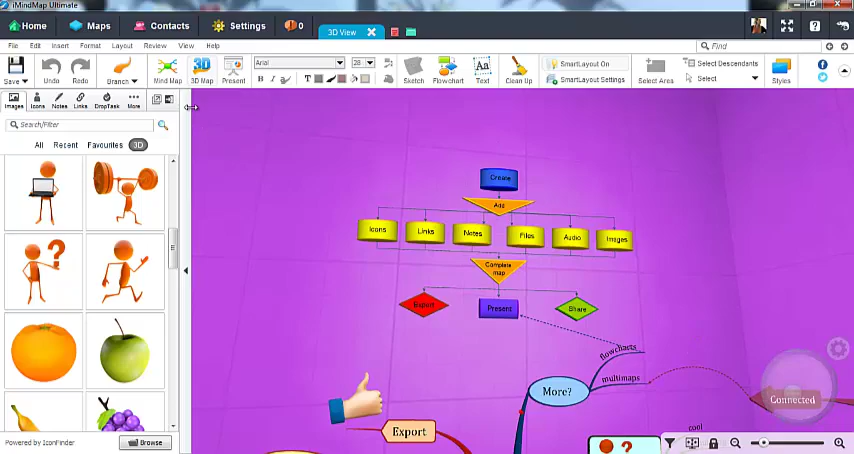 iMindMap Ultimate
Home Maps Contacts Settings 0 3D View
File Edit Insert Format Layout Review View Help Find
Save Undo Redo Branch Mind Map 3D Map Present Arial 28 B I T Sketch Flowchart Text Clean Up SmartLayout On Select Area Select Descendants Styles
SmartLayout Settings Select
Images Icons Notes Links DropTask More
Search/Filter
All Recent Favourites 3D
Create
Add
Icons Links Notes Files Audio Images
Complete
map
Export Present Share
flowcharts
multimaps
More?
Connected
Export
cool
?
Powered by IconFinder Browse